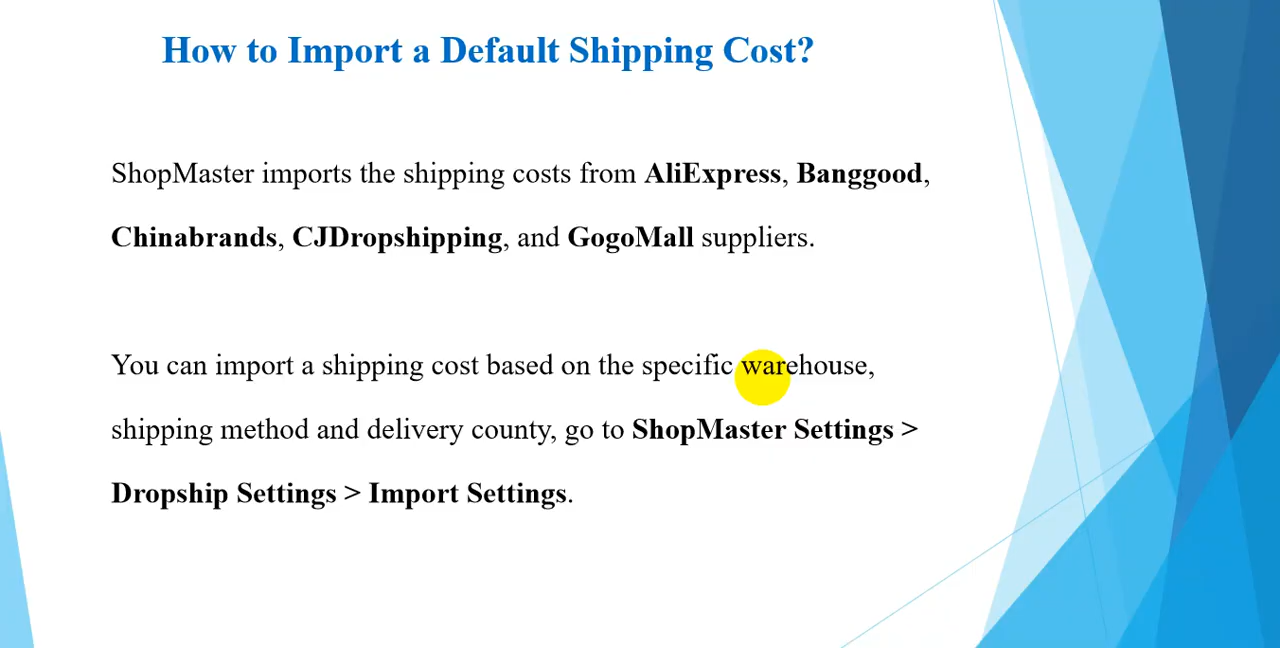 How to Import a Default Shipping Cost?
ShopMaster imports the shipping costs from AliExpress, Banggood,
Chinabrands, CJDropshipping, and GogoMall suppliers.
You can import a shipping cost based on the specific warehouse,
shipping method and delivery county, go to ShopMaster Settings >
Dropship Settings > Import Settings.